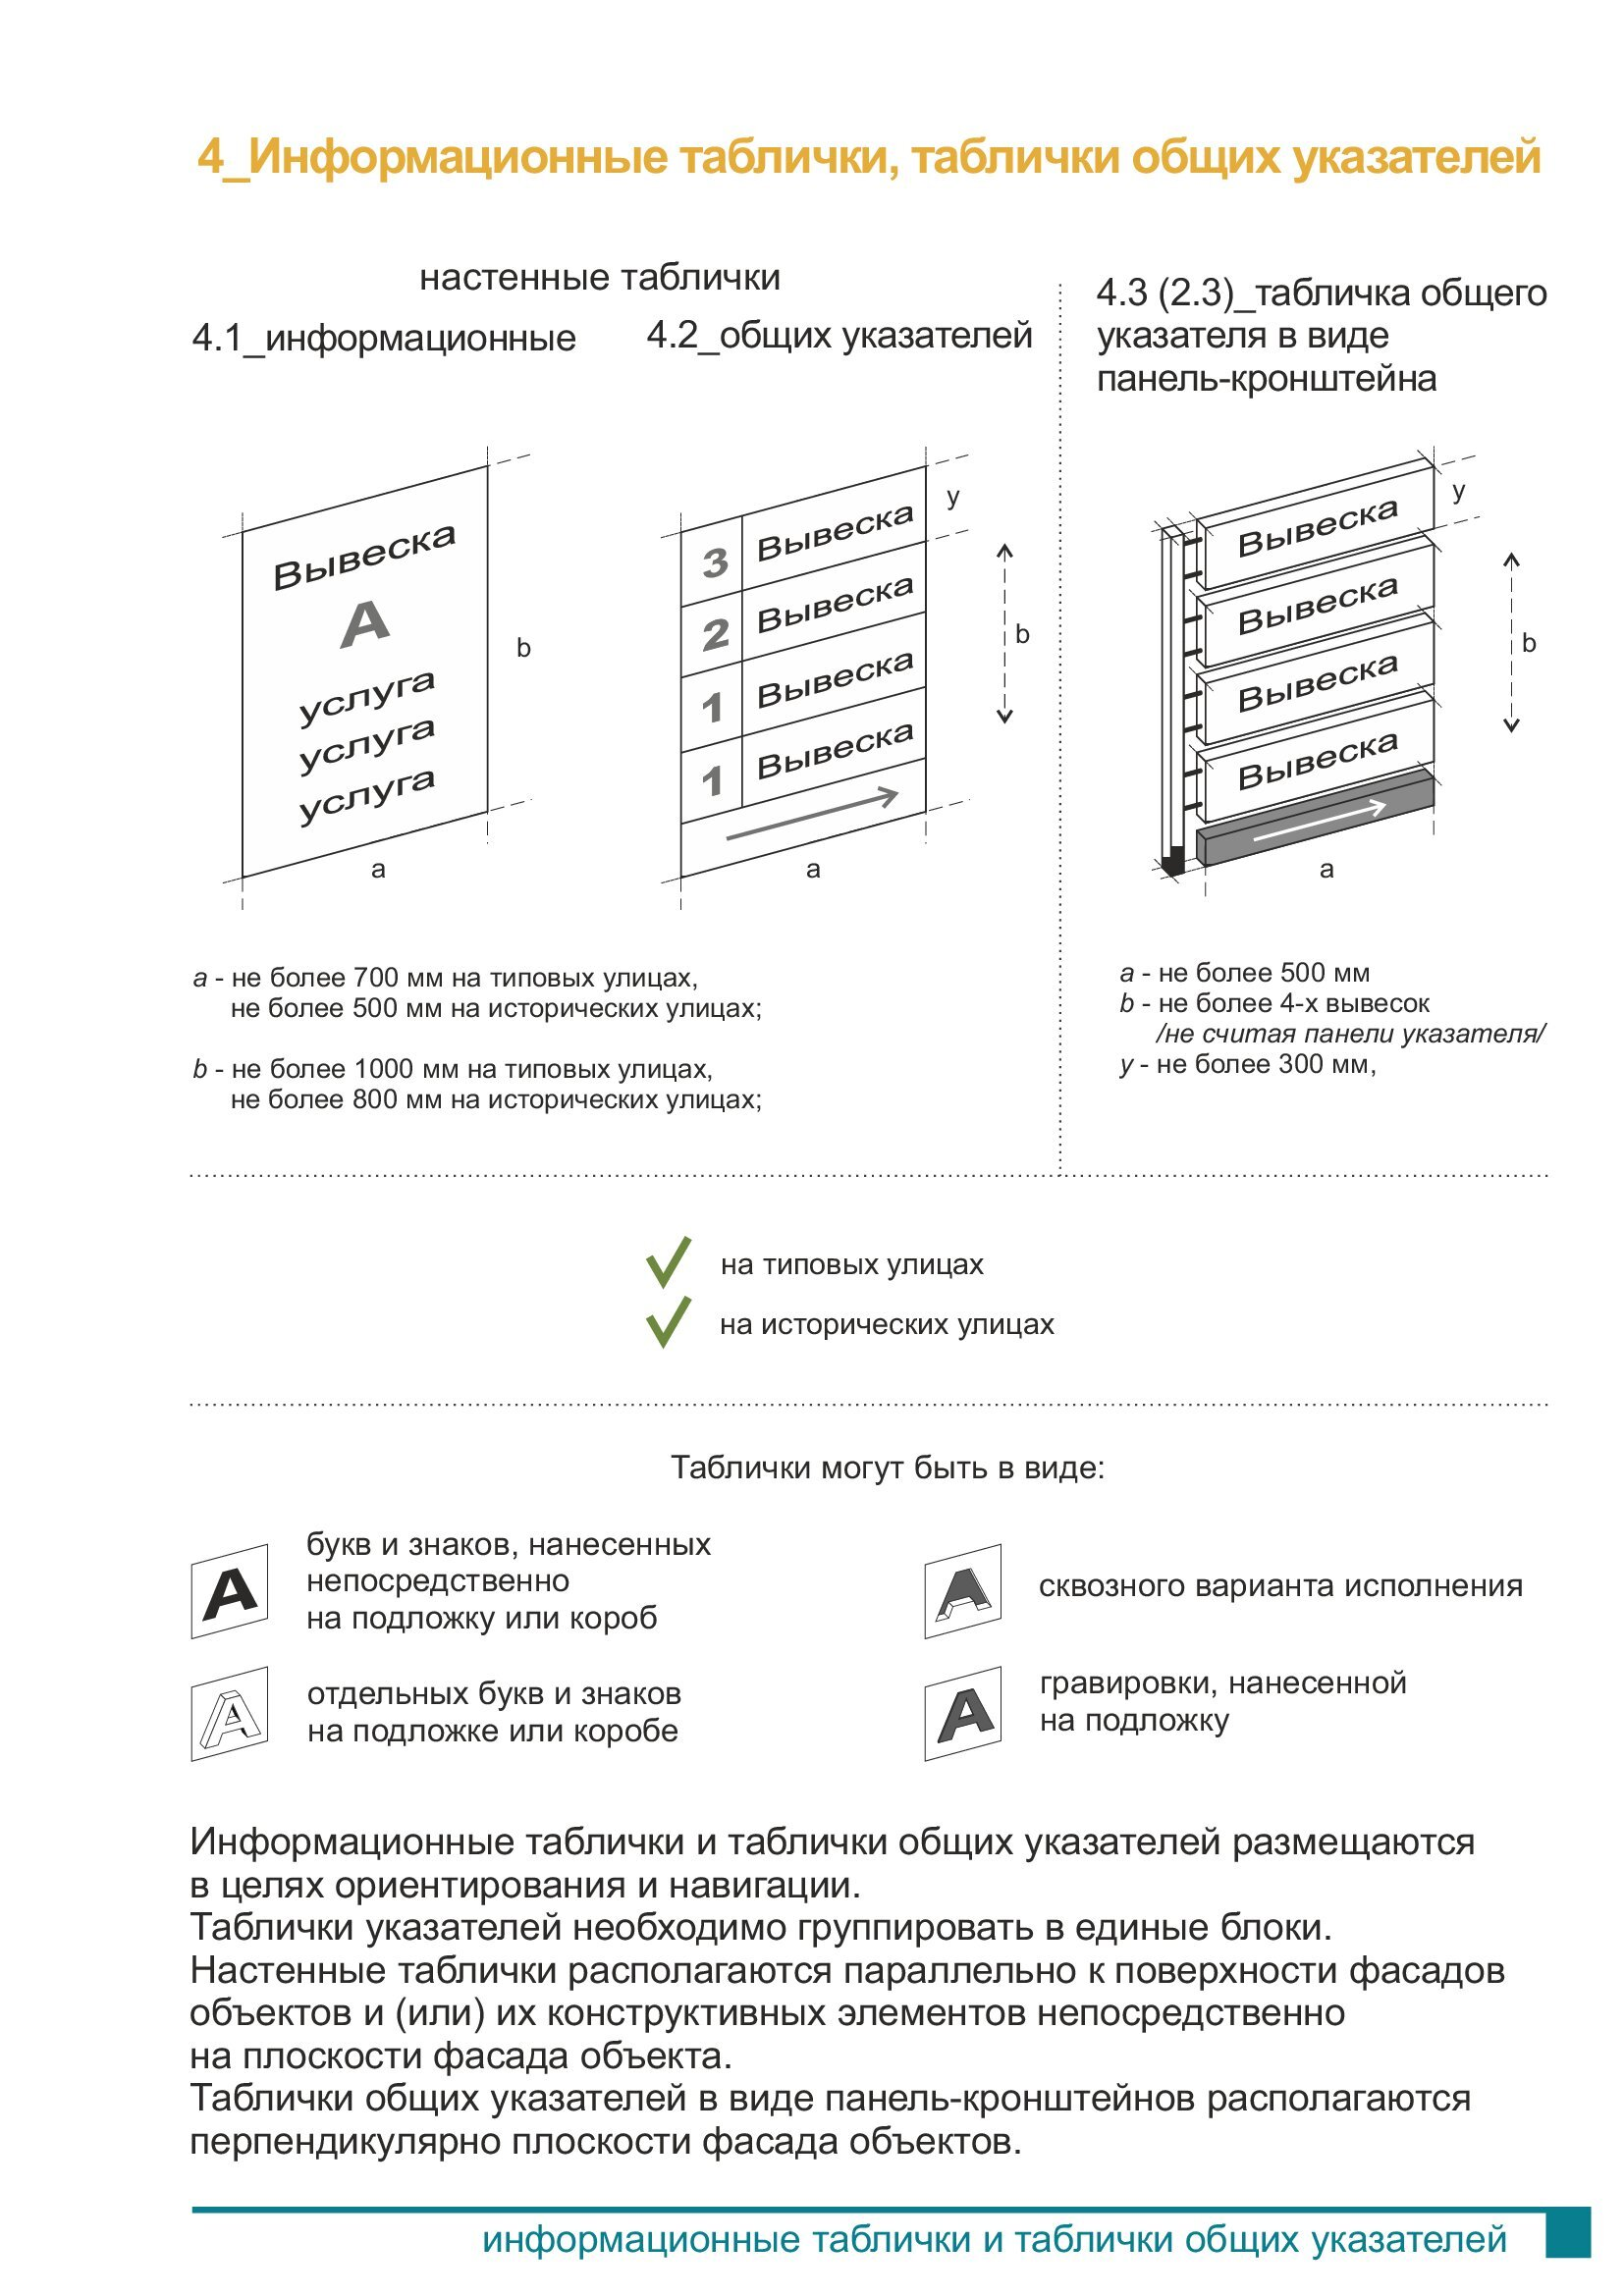 4_Информационные таблички, таблички общих указателей
настенные таблички
4.1_информационные
4.2_общих указателей
4.3 (2.3)_табличка общего
указателя в виде
панель-кронштейна
Вывеска
А
услуга
услуга
услуга
b
a
3 Вывеска
2 Вывеска
1 Вывеска
1 Вывеска
y
b
a
Вывеска
Вывеска
Вывеска
Вывеска
y
b
a
a - не более 700 мм на типовых улицах,
не более 500 мм на исторических улицах;
b - не более 1000 мм на типовых улицах,
не более 800 мм на исторических улицах;
a - не более 500 мм
b - не более 4-х вывесок
/не считая панели указателя/
y - не более 300 мм,
на типовых улицах
на исторических улицах
Таблички могут быть в виде:
А
букв и знаков, нанесенных
непосредственно
на подложку или короб
А
сквозного варианта исполнения
А
отдельных букв и знаков
на подложке или коробе
А
гравировки, нанесенной
на подложку
Информационные таблички и таблички общих указателей размещаются
в целях ориентирования и навигации.
Таблички указателей необходимо группировать в единые блоки.
Настенные таблички располагаются параллельно к поверхности фасадов
объектов и (или) их конструктивных элементов непосредственно
на плоскости фасада объекта.
Таблички общих указателей в виде панель-кронштейнов располагаются
перпендикулярно плоскости фасада объектов.
информационные таблички и таблички общих указателей